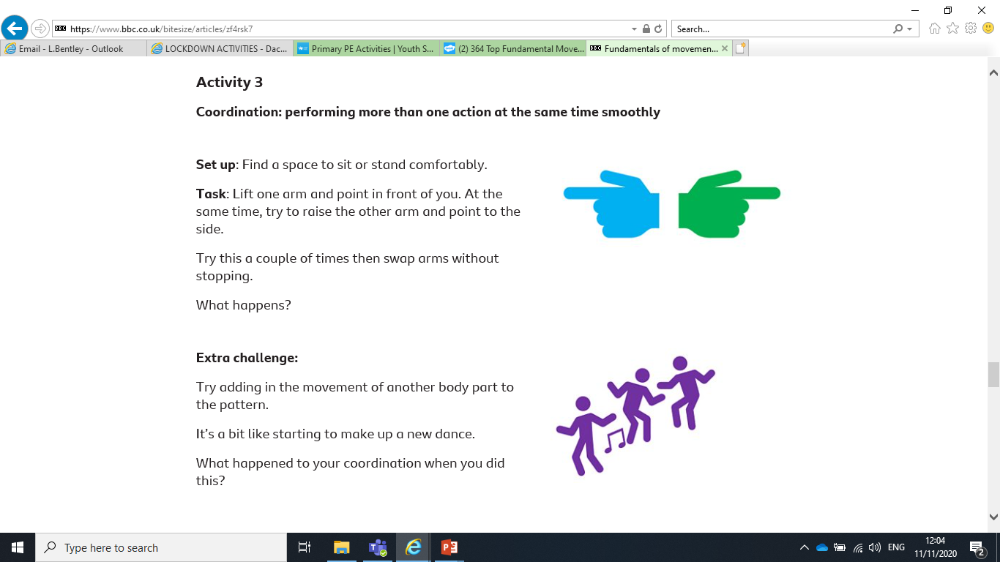 https://www.bbc.co.uk/bitesize/articles/zf4rsk7
Search...
Email - L.Bentley - Outlook
LOCKDOWN ACTIVITIES - Dac...
Primary PE Activities | Youth S...
(2) 364 Top Fundamental Move...
BBC Fundamentals of movemen...
Activity 3
Coordination: performing more than one action at the same time smoothly
Set up: Find a space to sit or stand comfortably.
Task: Lift one arm and point in front of you. At the
same time, try to raise the other arm and point to the
side.
Try this a couple of times then swap arms without
stopping.
What happens?
Extra challenge:
Try adding in the movement of another body part to
the pattern.
It's a bit like starting to make up a new dance.
What happened to your coordination when you did
this?
Type here to search
ENG
12:04
11/11/2020
2